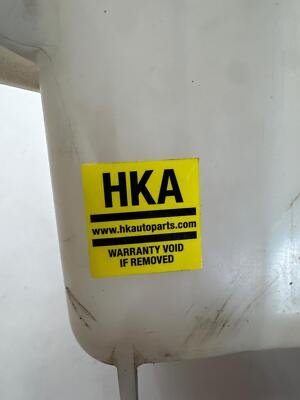 HKA
www.hkautoparts.com
WARRANTY VOID
IF REMOVED